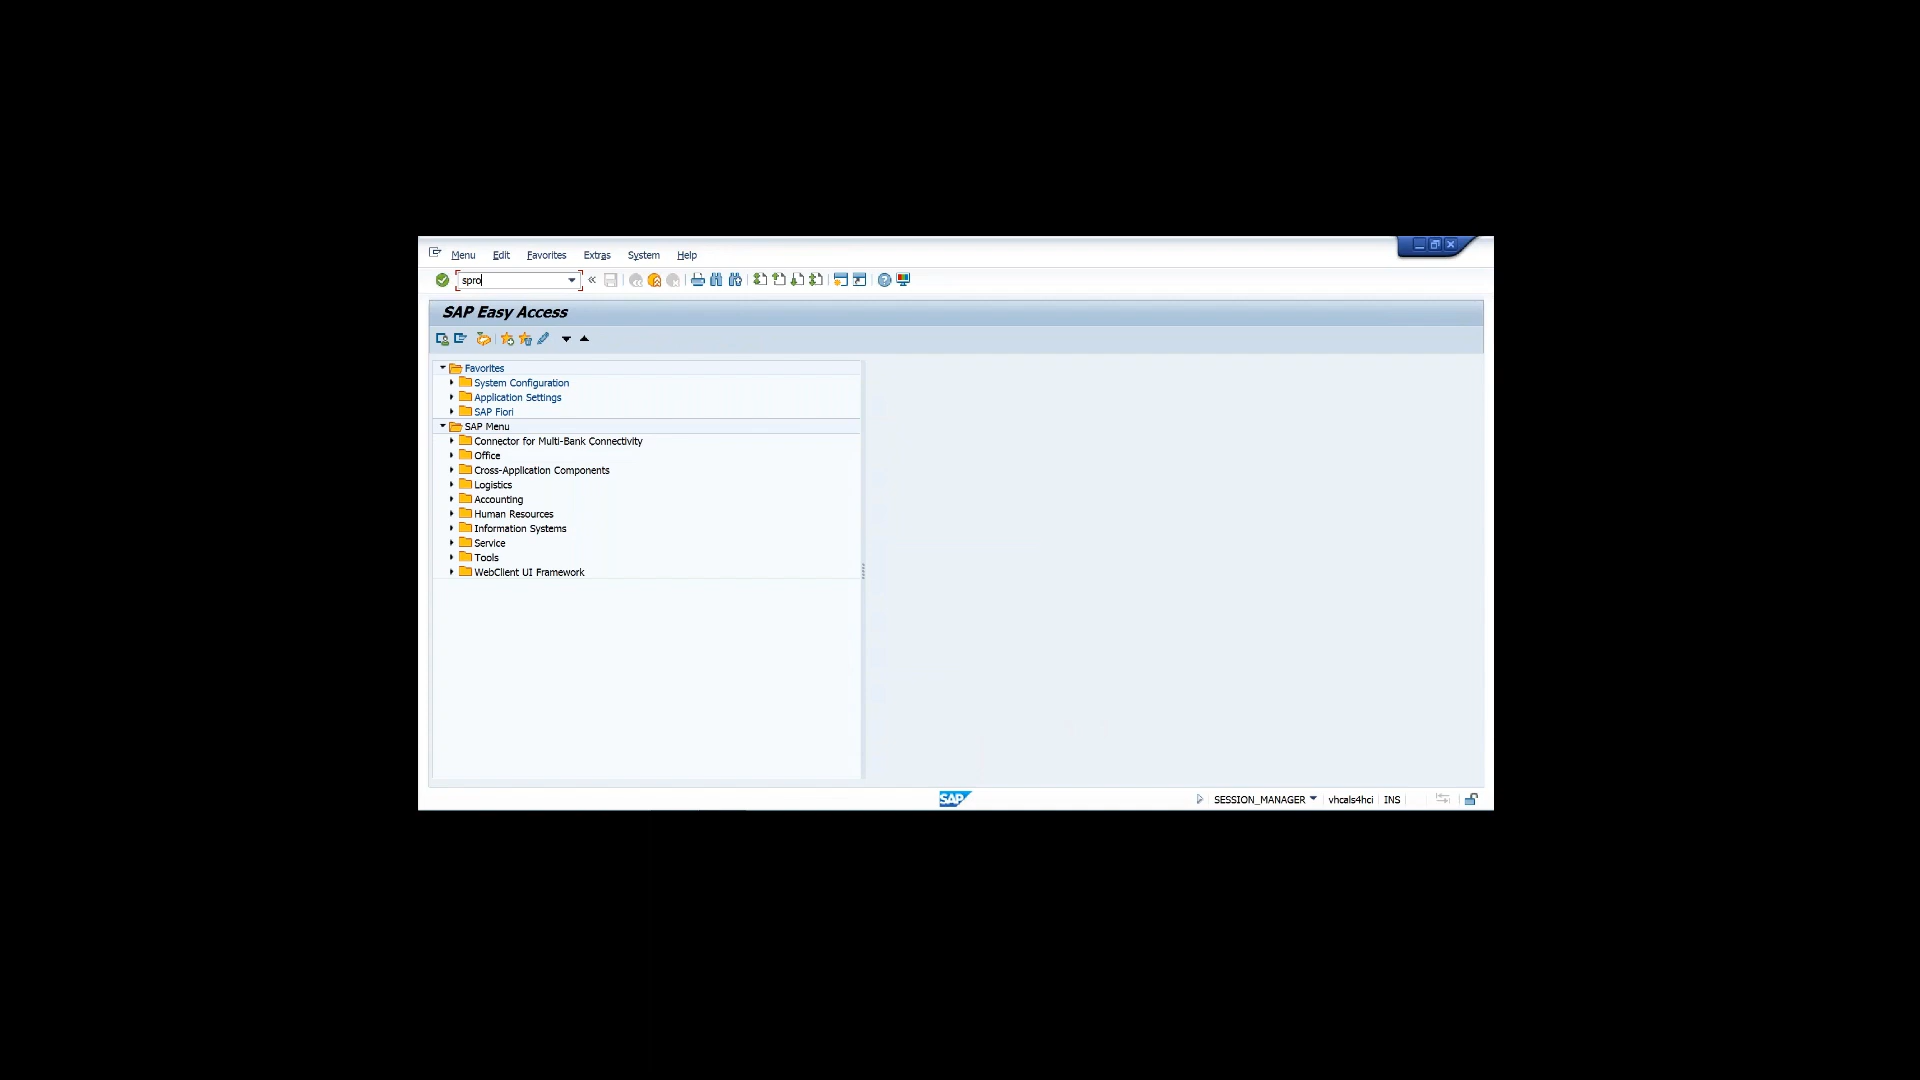 Menu Edit Favorites Extras System Help
spro
SAP Easy Access
Favorites
System Configuration
Application Settings
SAP Fiori
SAP Menu
Connector for Multi-Bank Connectivity
Office
Cross-Application Components
Logistics
Accounting
Human Resources
Information Systems
Service
Tools
WebClient UI Framework
SAP SESSION_MANAGER vhcals4hci INS